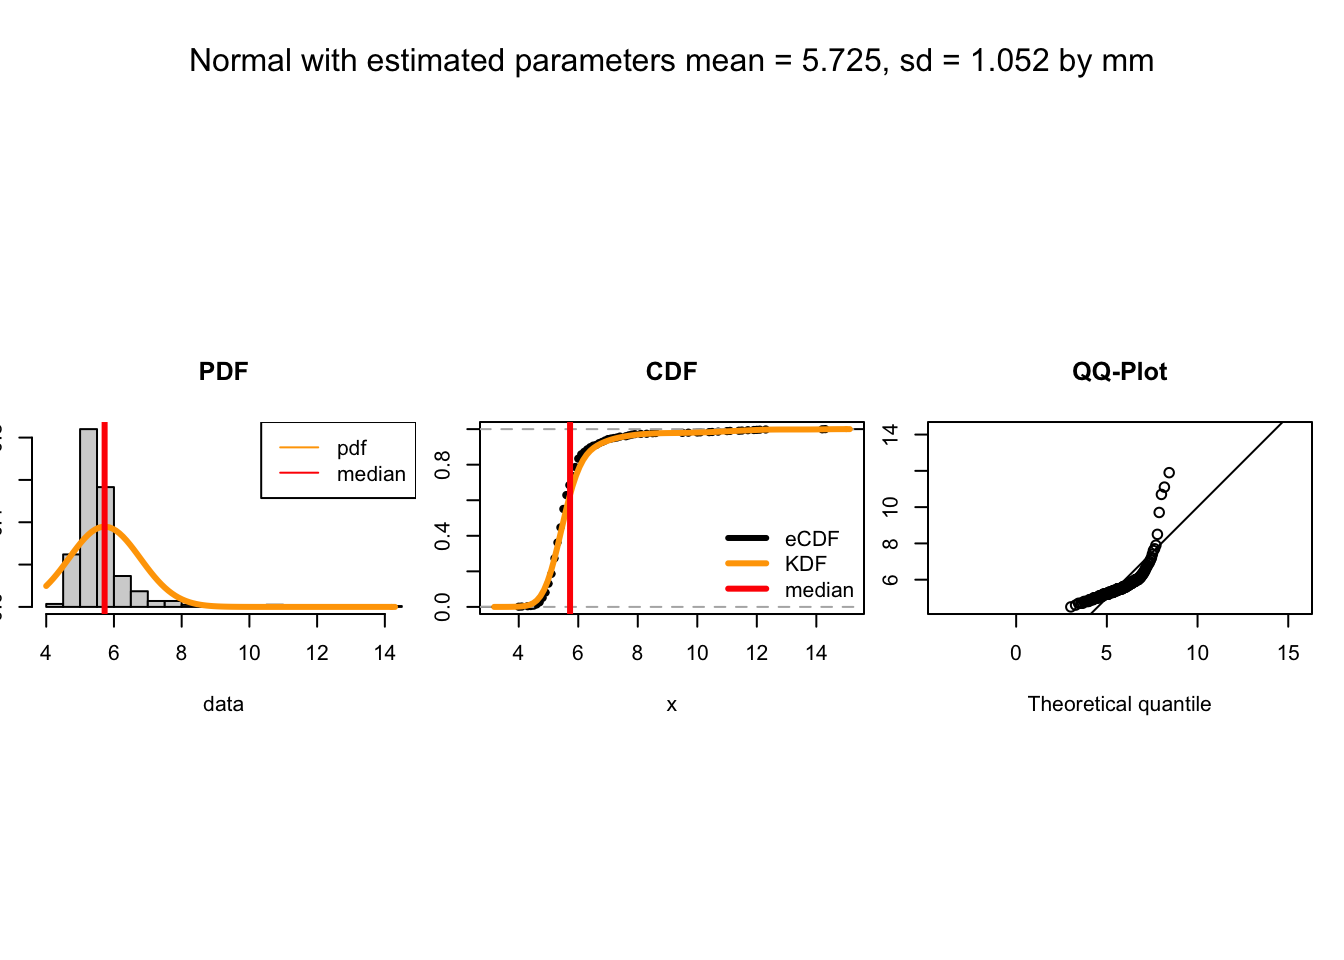 Normal with estimated parameters mean = 5.725, sd = 1.052 by mm
PDF
pdf
median
4 6 8 10 12 14
data
CDF
0.0 0.4 0.8
eCDF
KDF
median
4 6 8 10 12 14
x
QQ-Plot
6 8 10 14
0 5 10 15
Theoretical quantile